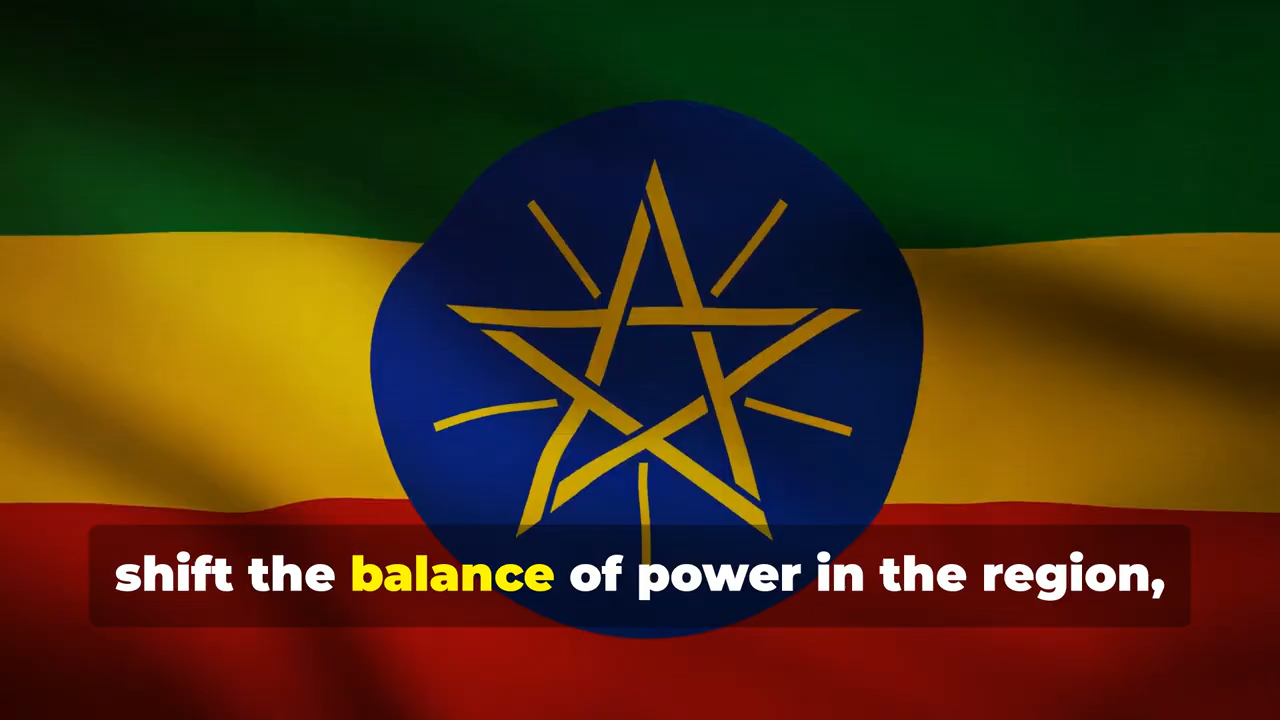 shift the balance of power in the region,